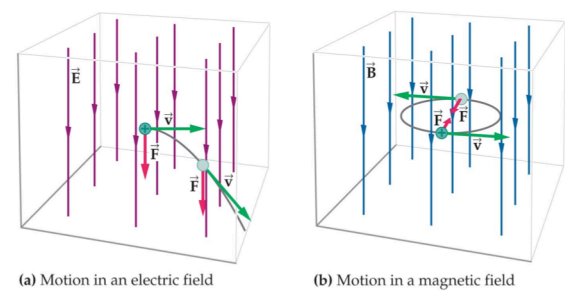 E⃗
v⃗
F⃗
F⃗
v⃗
(a) Motion in an electric field
B⃗
v⃗
F⃗
F⃗
v⃗
(b) Motion in a magnetic field